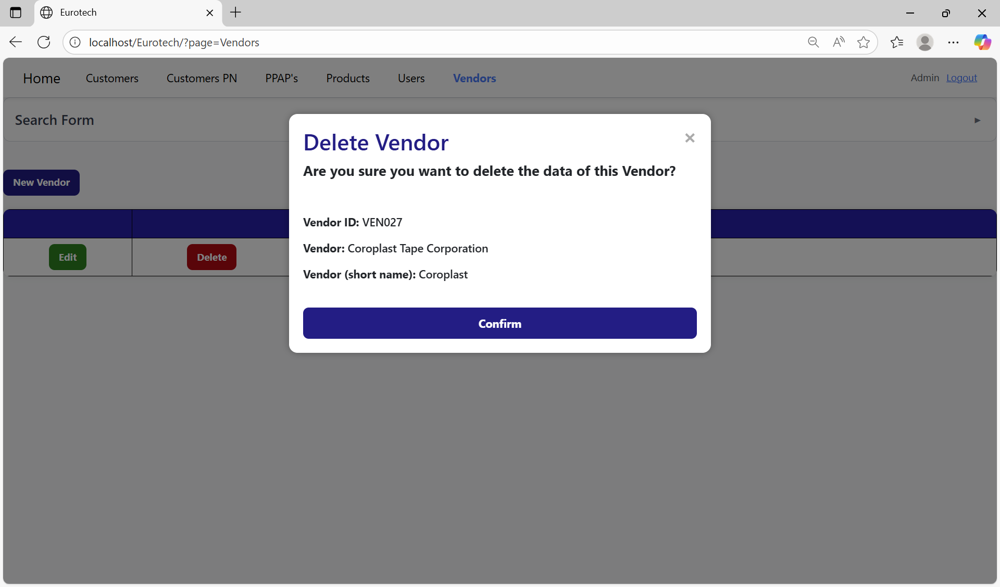 Eurotech
localhost/Eurotech/?page=Vendors
Home Customers Customers PN PPAP's Products Users Vendors Admin Logout
Search Form
New Vendor
Edit Delete
Delete Vendor
Are you sure you want to delete the data of this Vendor?
Vendor ID: VEN027
Vendor: Coroplast Tape Corporation
Vendor (short name): Coroplast
Confirm